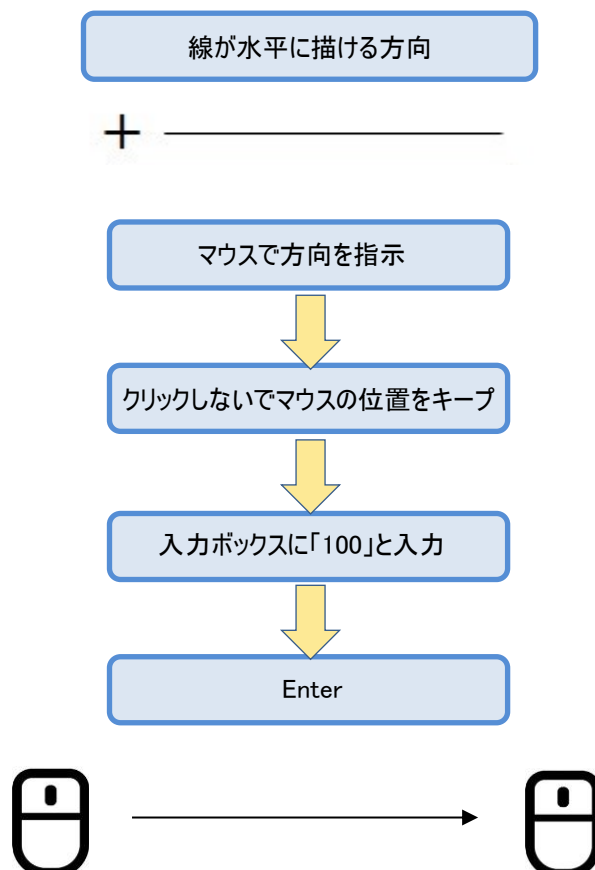 線が水平に描ける方向
マウスで方向を指示
クリックしないでマウスの位置をキープ
入力ボックスに「100」と入力
Enter